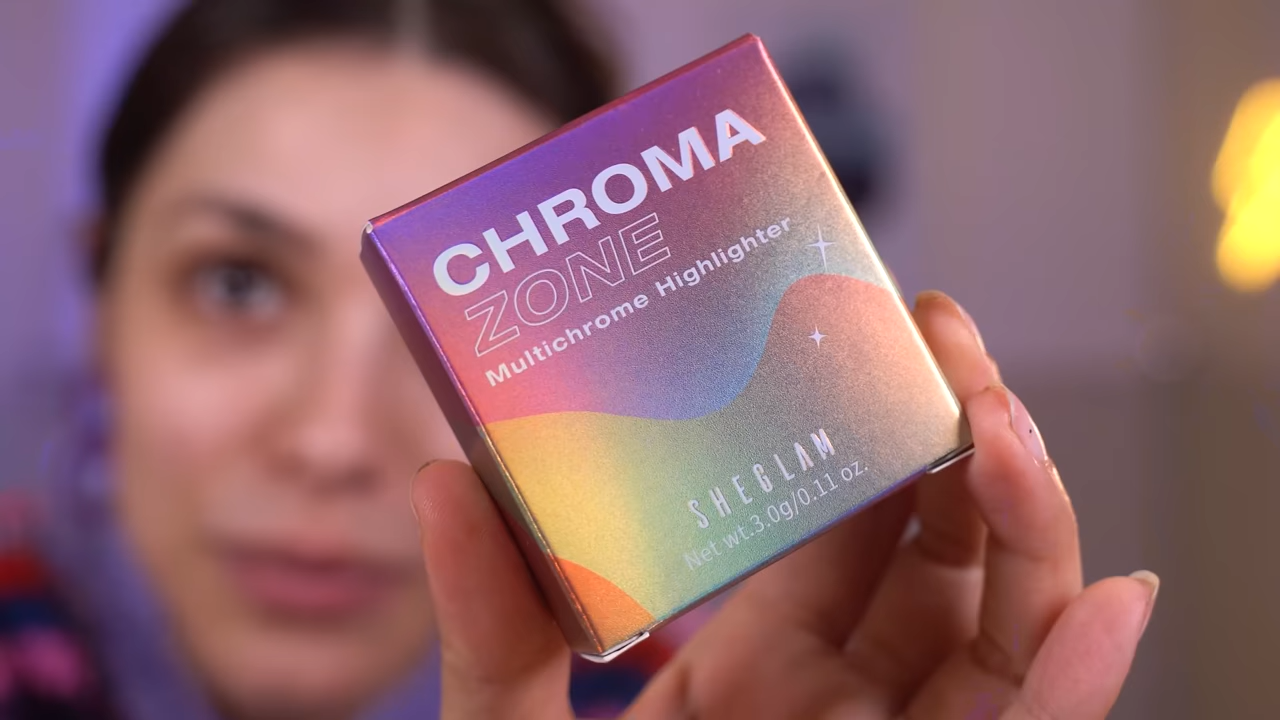 CHROMA
ZONE
Multichrome Highlighter
SHEGLAM
Net wt.3.0g/0.11 oz.